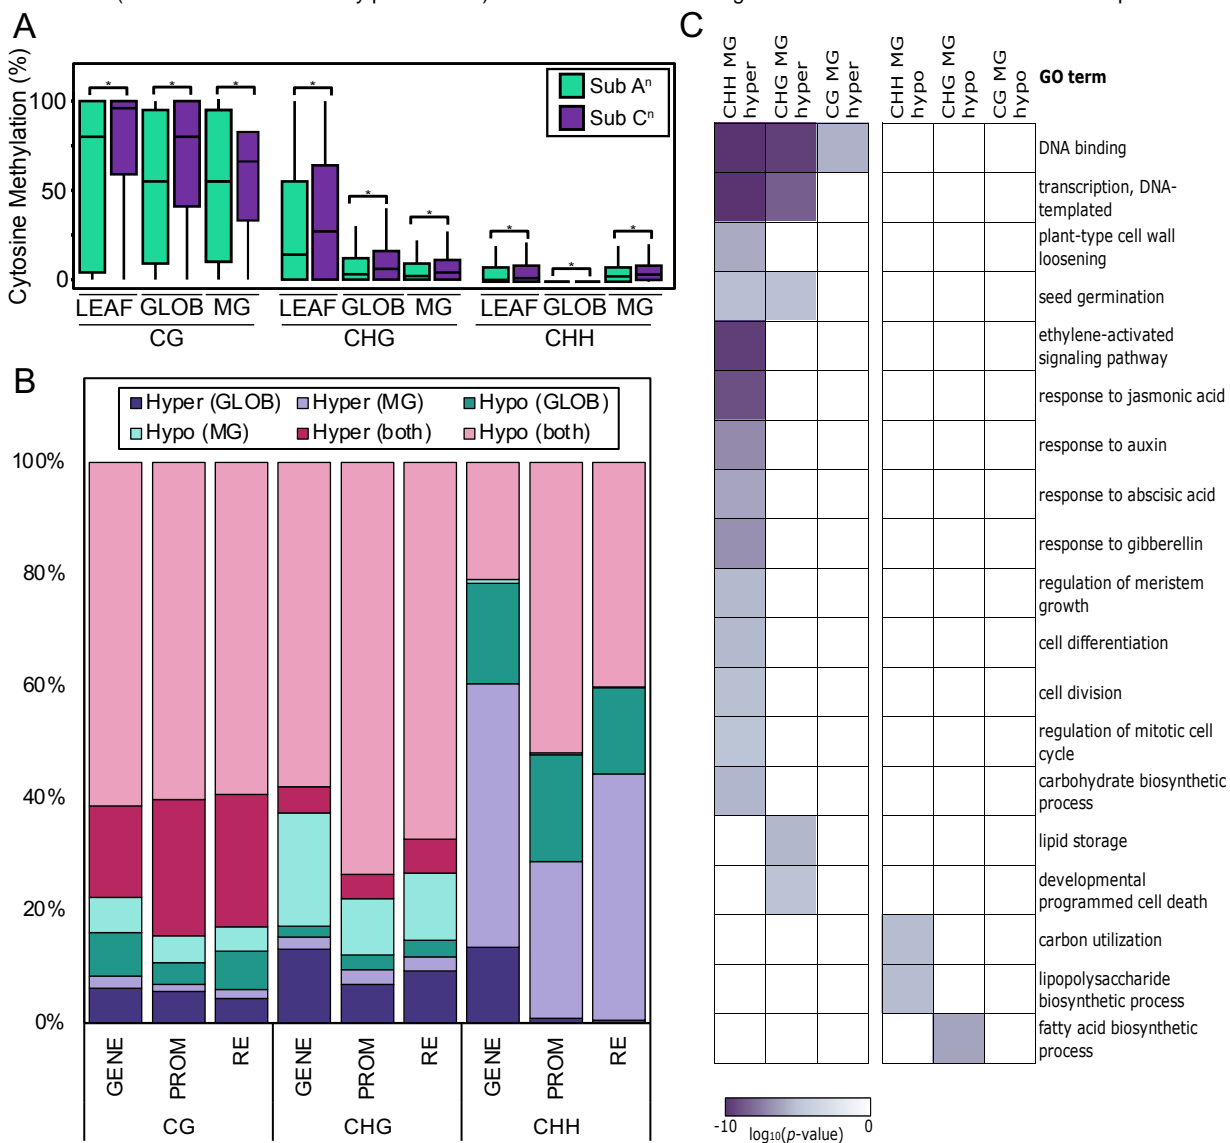 A
Cytosine Methylation (%)
100
50
0
* * * * * * * * *
Sub Aⁿ
Sub Cⁿ
LEAF GLOB MG LEAF GLOB MG LEAF GLOB MG
CG CHG CHH
B
Hyper (GLOB) Hyper (MG) Hypo (GLOB)
Hypo (MG) Hyper (both) Hypo (both)
100%
80%
60%
40%
20%
0%
GENE PROM RE GENE PROM RE GENE PROM RE
CG CHG CHH
C
CHH MG hyper
CHG MG hyper
CG MG hyper
CHH MG hypo
CHG MG hypo
CG MG hypo
GO term
DNA binding
transcription, DNA-
templated
plant-type cell wall
loosening
seed germination
ethylene-activated
signaling pathway
response to jasmonic acid
response to auxin
response to abscisic acid
response to gibberellin
regulation of meristem
growth
cell differentiation
cell division
regulation of mitotic cell
cycle
carbohydrate biosynthetic
process
lipid storage
developmental
programmed cell death
carbon utilization
lipopolysaccharide
biosynthetic process
fatty acid biosynthetic
process
-10 0
log₁₀(p-value)